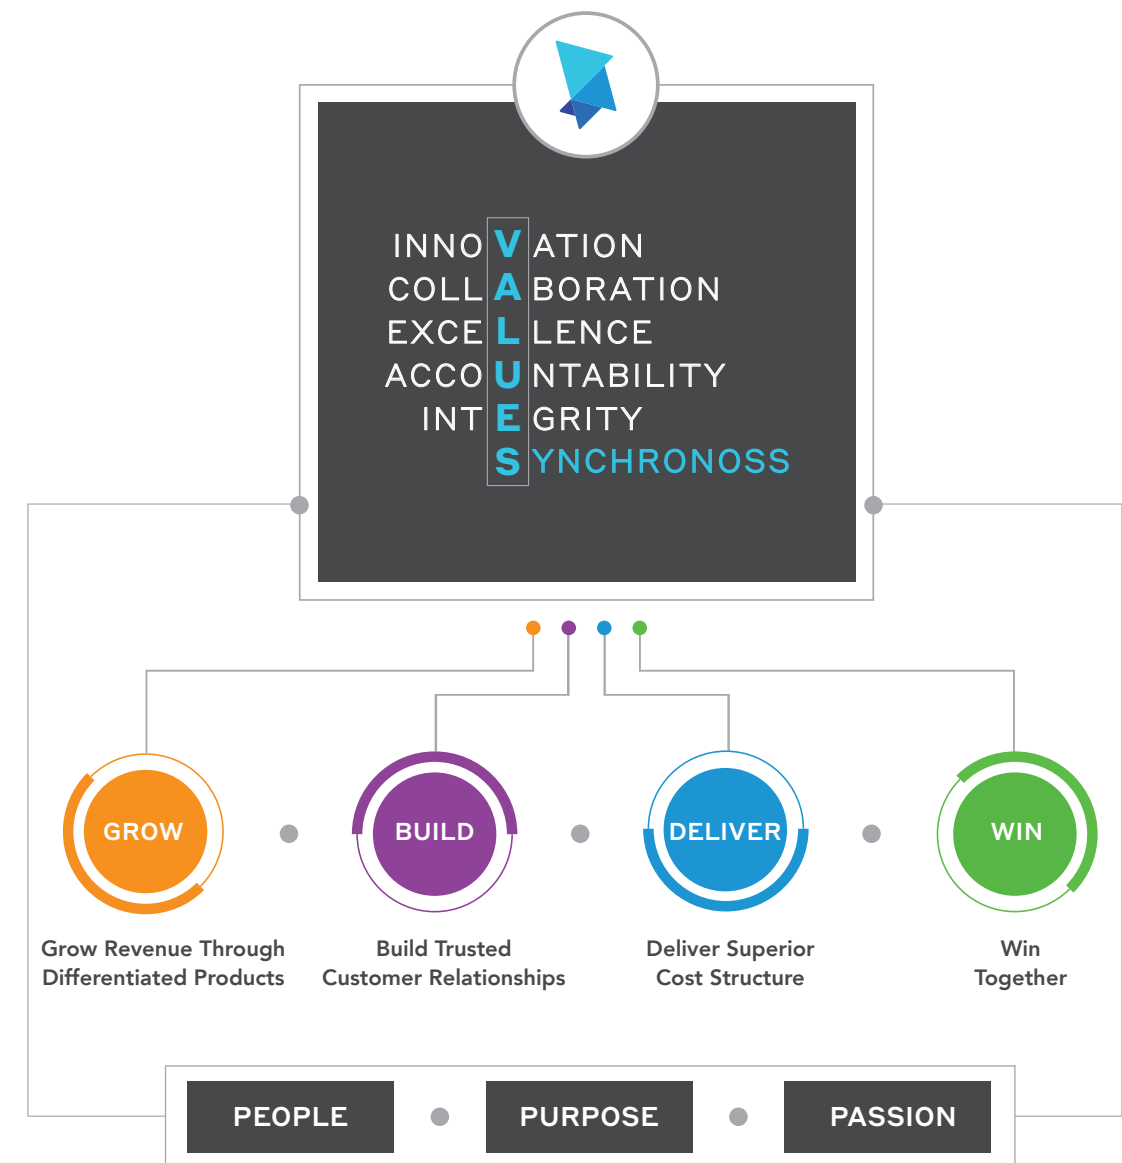 INNOVATION
COLLABORATION
EXCELLENCE
ACCOUNTABILITY
INTEGRITY
SYNCHRONOSS
GROW
BUILD
DELIVER
WIN
Grow Revenue Through
Differentiated Products
Build Trusted
Customer Relationships
Deliver Superior
Cost Structure
Win
Together
PEOPLE
PURPOSE
PASSION